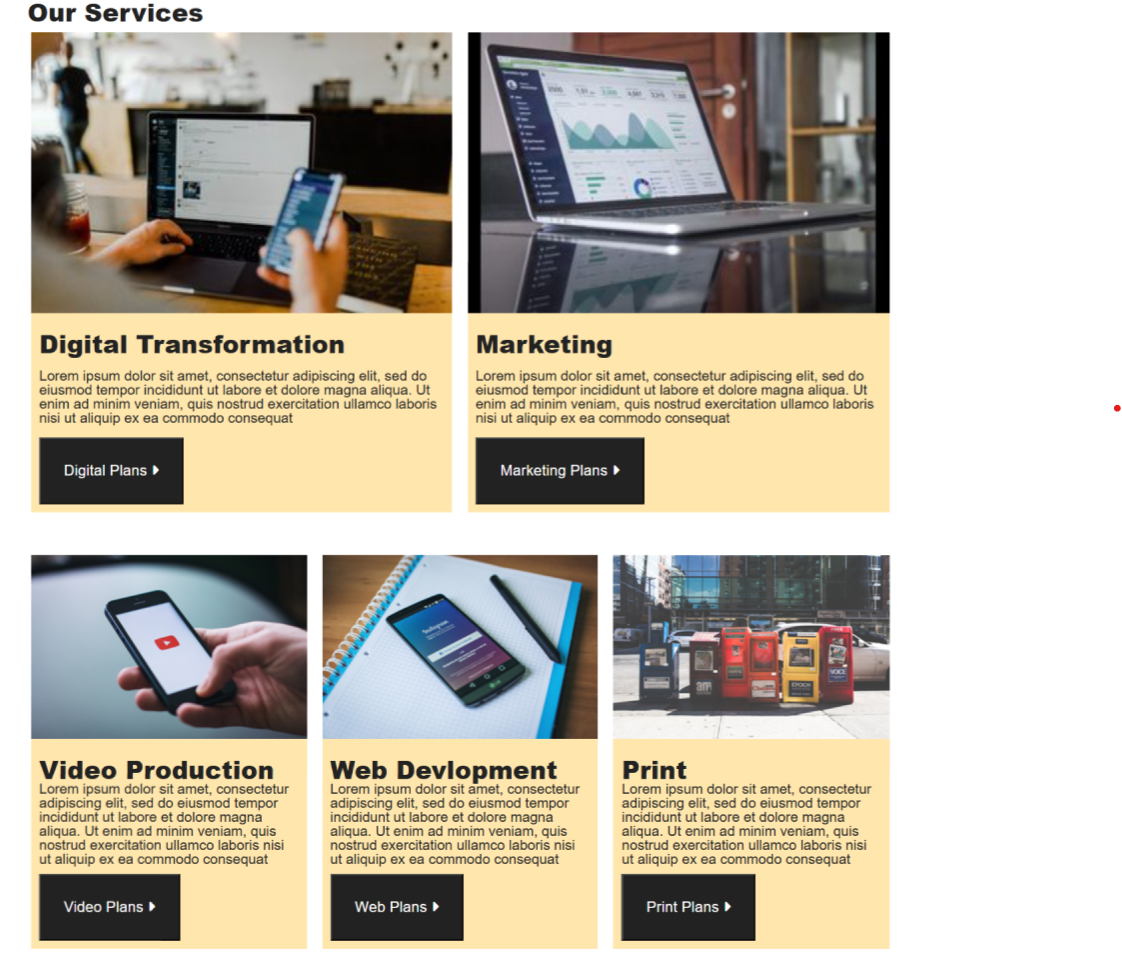 Our Services
Digital Transformation
Lorem ipsum dolor sit amet, consectetur adipiscing elit, sed do
eiusmod tempor incididunt ut labore et dolore magna aliqua. Ut
enim ad minim veniam, quis nostrud exercitation ullamco laboris
nisi ut aliquip ex ea commodo consequat
Digital Plans
Marketing
Lorem ipsum dolor sit amet, consectetur adipiscing elit, sed do
eiusmod tempor incididunt ut labore et dolore magna aliqua. Ut
enim ad minim veniam, quis nostrud exercitation ullamco laboris
nisi ut aliquip ex ea commodo consequat
Marketing Plans
Instagram
EPOCH
VOICE
am
Video Production
Lorem ipsum dolor sit amet, consectetur
adipiscing elit, sed do eiusmod tempor
incididunt ut labore et dolore magna
aliqua. Ut enim ad minim veniam, quis
nostrud exercitation ullamco laboris nisi
ut aliquip ex ea commodo consequat
Video Plans
Web Devlopment
Lorem ipsum dolor sit amet, consectetur
adipiscing elit, sed do eiusmod tempor
incididunt ut labore et dolore magna
aliqua. Ut enim ad minim veniam, quis
nostrud exercitation ullamco laboris nisi
ut aliquip ex ea commodo consequat
Web Plans
Print
Lorem ipsum dolor sit amet, consectetur
adipiscing elit, sed do eiusmod tempor
incididunt ut labore et dolore magna
aliqua. Ut enim ad minim veniam, quis
nostrud exercitation ullamco laboris nisi
ut aliquip ex ea commodo consequat
Print Plans